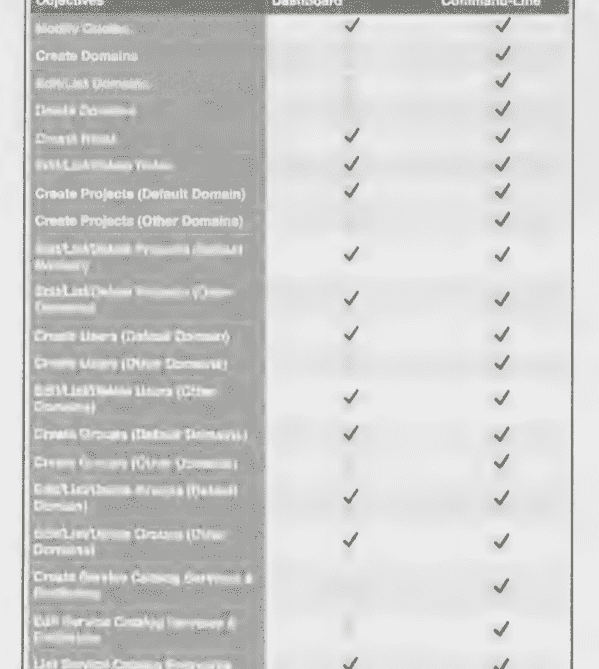 Objectives Dashboard Command-Line
Modify Quotas ✓ ✓
Create Domains ✓
Edit/List Domains ✓
Delete Domains ✓
Create Roles ✓ ✓
Edit/List/Delete Roles ✓ ✓
Create Projects (Default Domain) ✓ ✓
Create Projects (Other Domains) ✓
Edit/List/Delete Projects ✓ ✓
Edit/List/Delete Projects (Other
Domains) ✓ ✓
Create Users (Default Domain) ✓ ✓
Create Users (Other Domains) ✓
Edit/List/Delete Users (Other
Domains) ✓ ✓
Create Groups (Default Domains) ✓ ✓
Create Groups (Other Domains) ✓
Edit/List/Delete Groups (Default
Domain) ✓ ✓
Edit/List/Delete Groups (Other
Domains) ✓ ✓
Create Service Catalog Services & ✓
Edit Service Catalog Services & ✓
List Service Catalog ✓ ✓